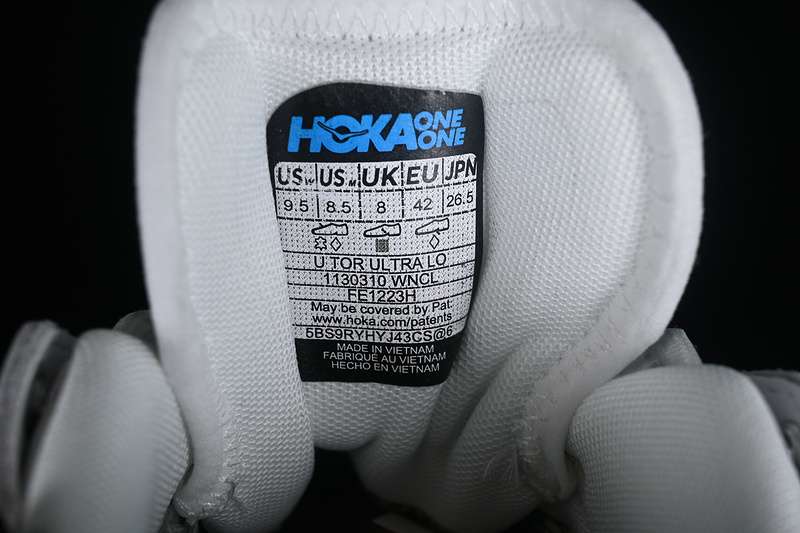 HOKA ONE ONE
US W US M UK EU JPN
9.5 8.5 8 42 26.5
U TOR ULTRA LO
1130310 WNCL
FE1223H
May be covered by Pat:
www.hoka.com/patents
5BS9RYHYJ43CS@6
MADE IN VIETNAM
FABRIQUÉ AU VIETNAM
HECHO EN VIETNAM